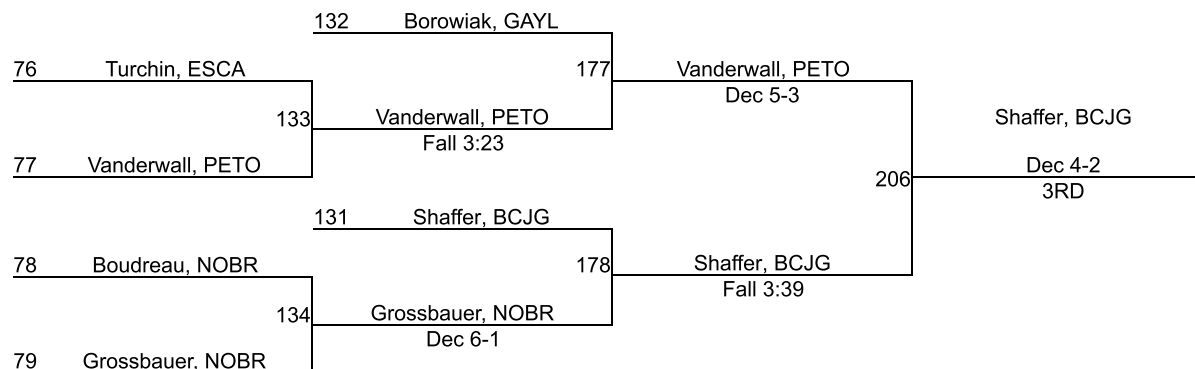 132 Borowiak, GAYL
76 Turchin, ESCA
177 Vanderwall, PETO
Dec 5-3
133 Vanderwall, PETO
Fall 3:23
Shaffer, BCJG
77 Vanderwall, PETO
Dec 4-2
206
3RD
131 Shaffer, BCJG
78 Boudreau, NOBR
178 Shaffer, BCJG
Fall 3:39
134 Grossbauer, NOBR
Dec 6-1
79 Grossbauer, NOBR